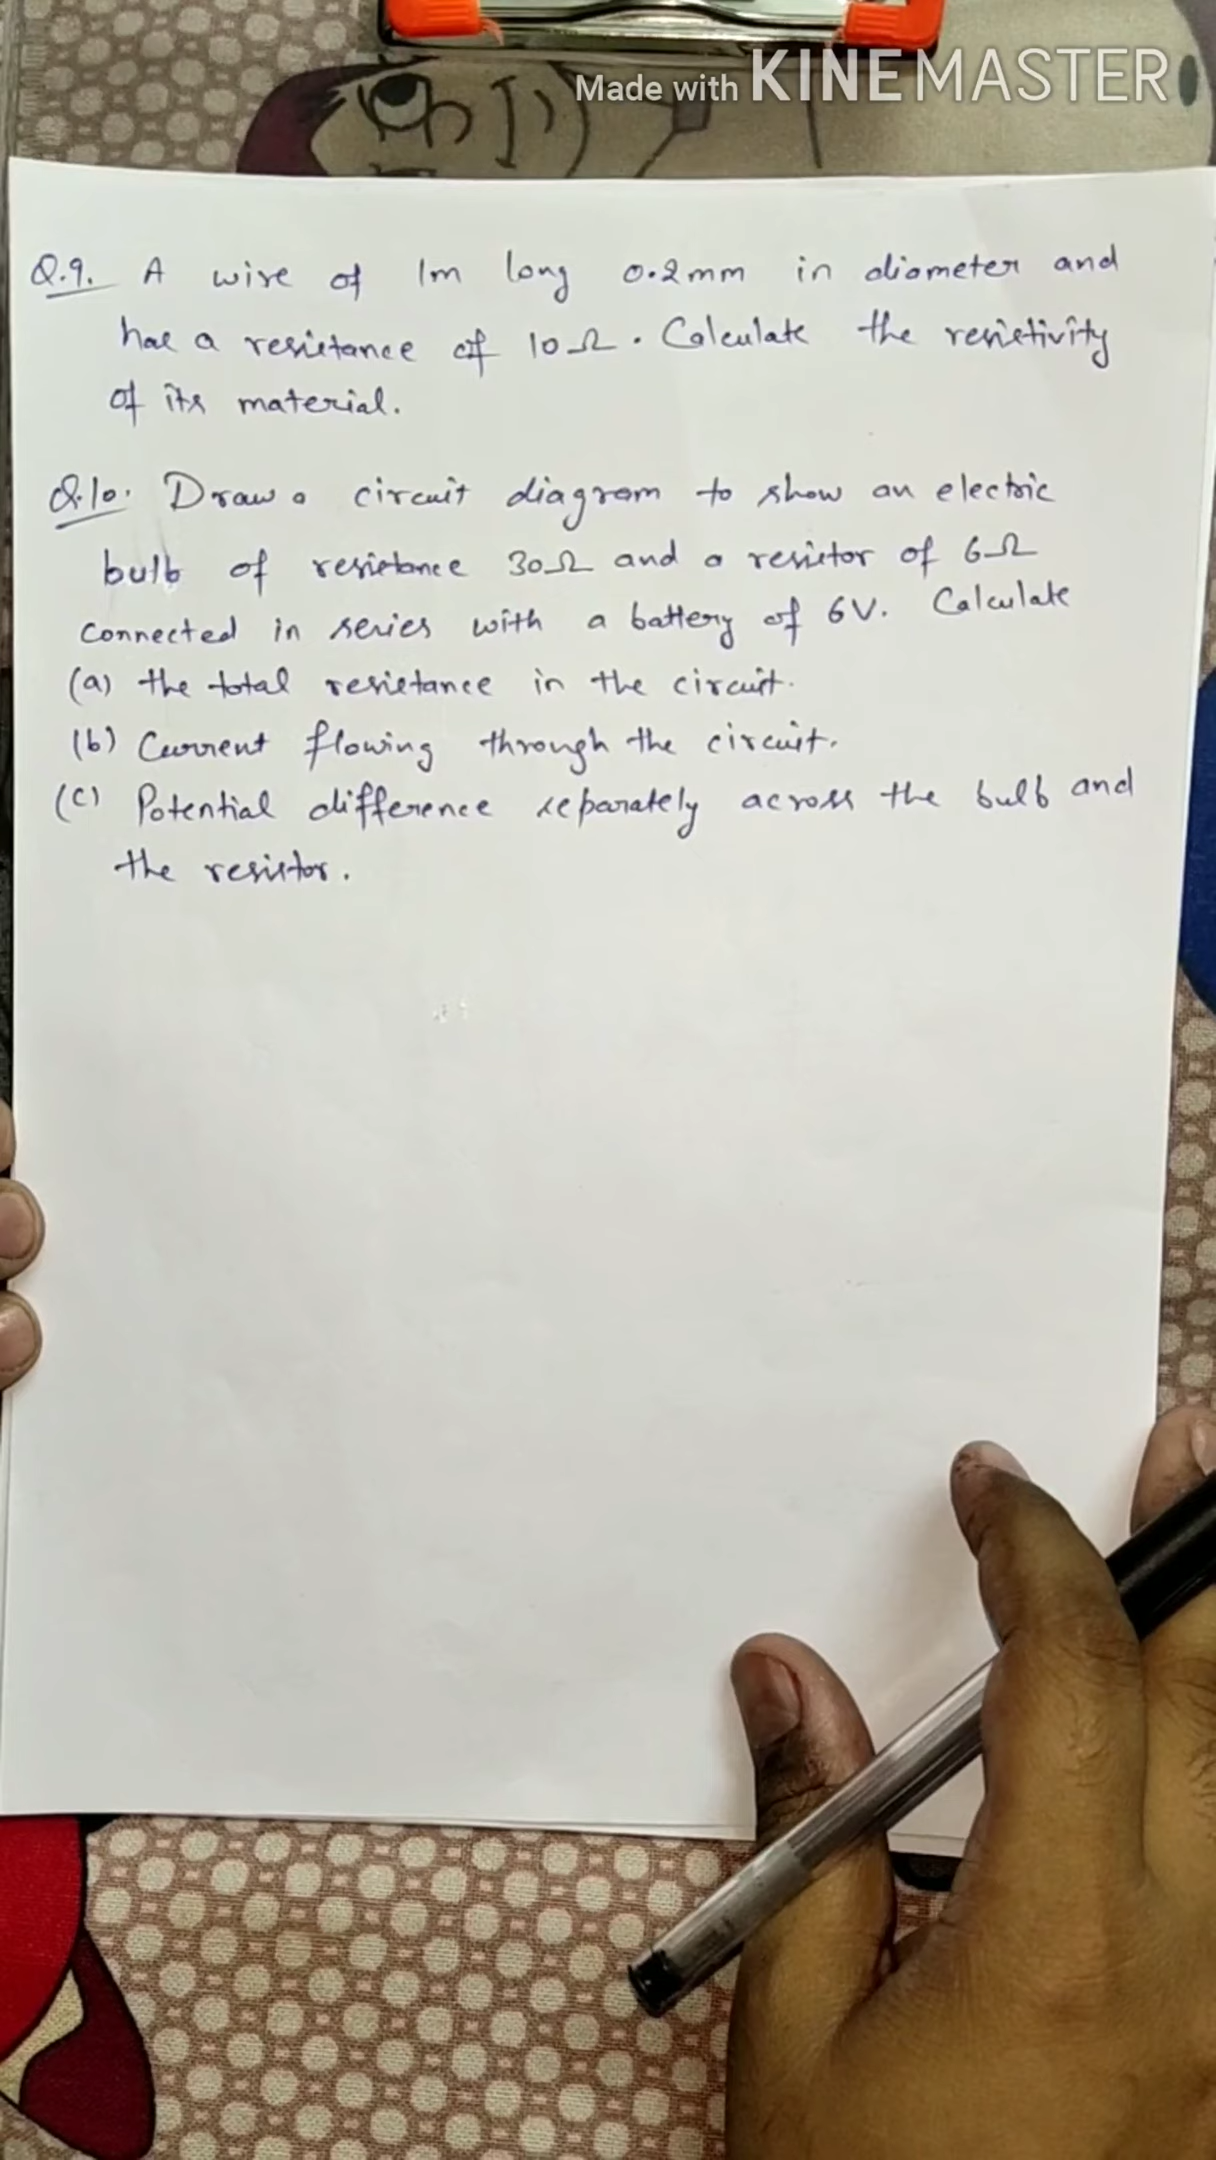 Made with KINEMASTER
Q.9. A wire of 1m long 0.2mm in diameter and
has a resistance of 10Ω. Calculate the resistivity
of its material.
Q.10. Draw a circuit diagram to show an electric
bulb of resistance 30Ω and a resistor of 6Ω
connected in series with a battery of 6V. Calculate
(a) the total resistance in the circuit.
(b) Current flowing through the circuit.
(c) Potential difference separately across the bulb and
the resistor.